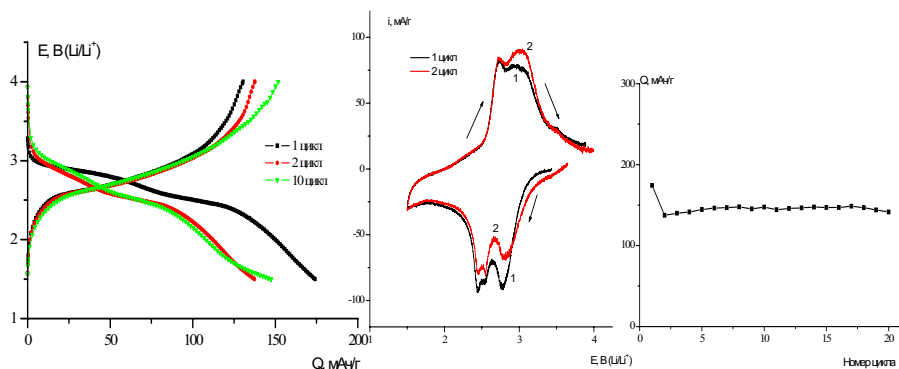 E, В (Li/Li⁺)
4
3
2
1
1 цикл
2 цикл
10 цикл
0
50
100
150
200
Q, мАч/г
i, мА/г
100
50
0
-50
-100
1 цикл
2 цикл
2
1
2
1
1
2
3
4
E, В (Li/Li⁺)
Q, мАч/г
300
150
0
0
5
10
15
20
Номер цикла